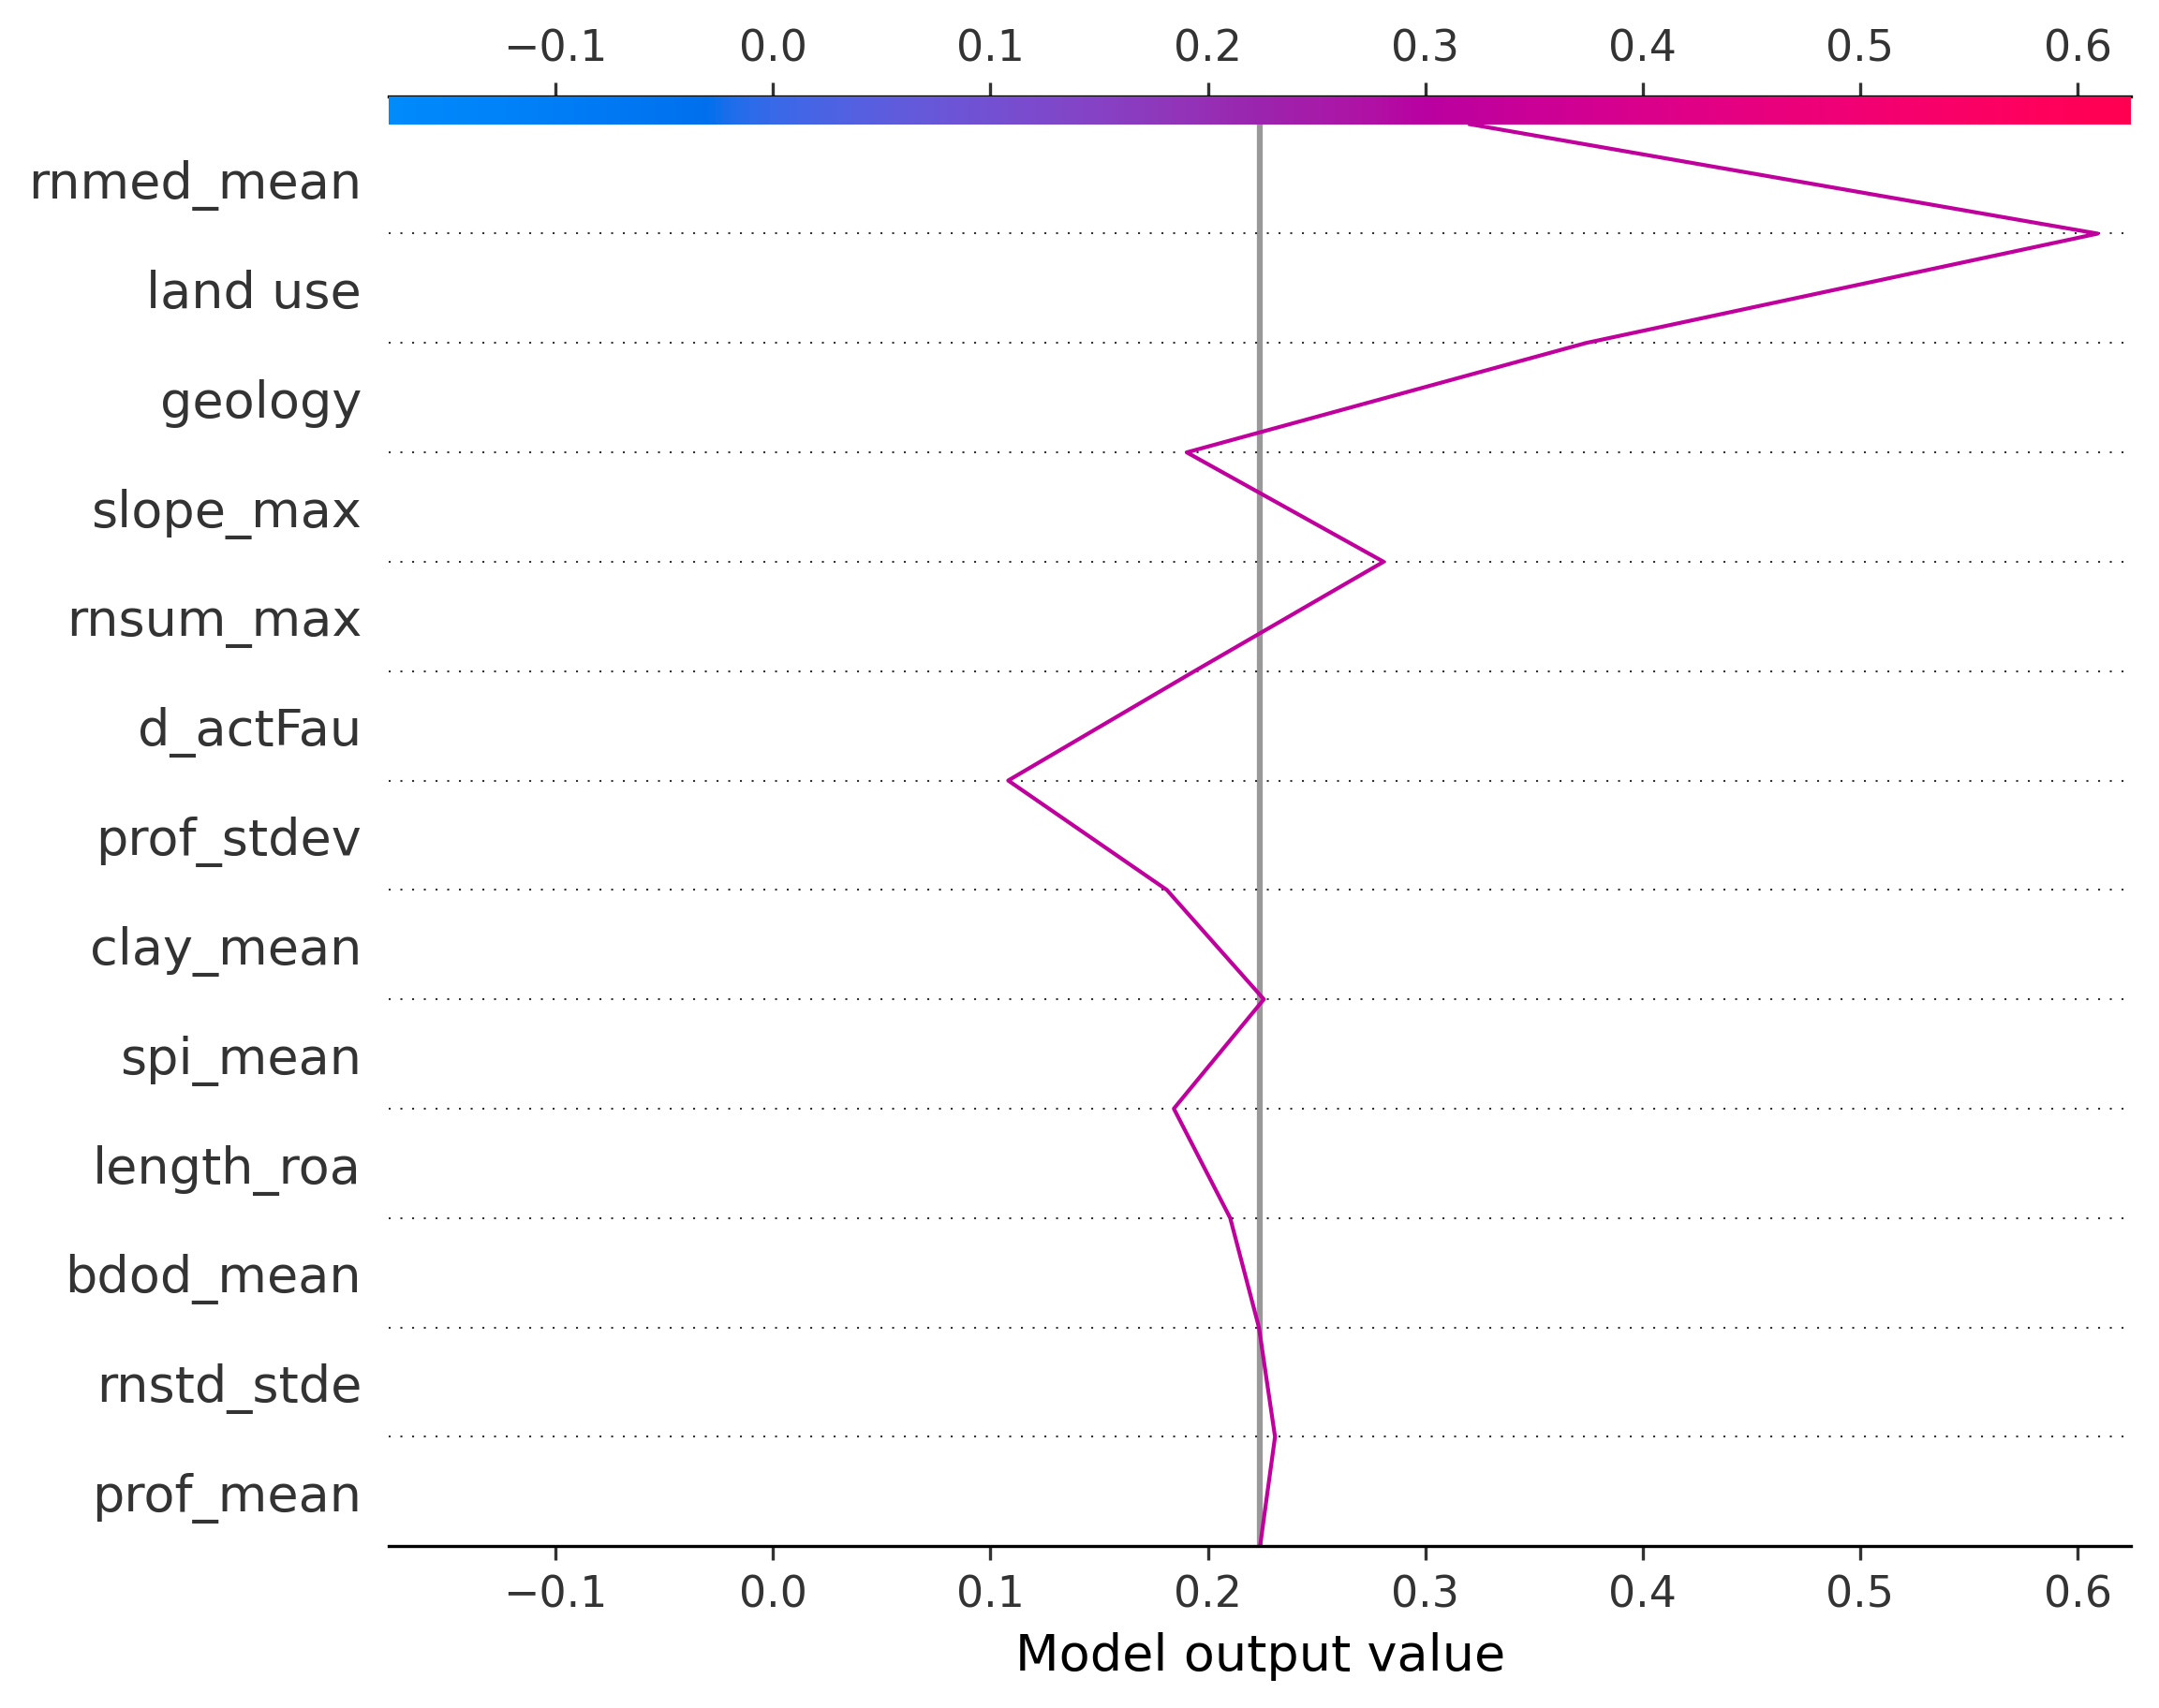 −0.1 0.0 0.1 0.2 0.3 0.4 0.5 0.6
rnmed_mean
land use
geology
slope_max
rnsum_max
d_actFau
prof_stdev
clay_mean
spi_mean
length_roa
bdod_mean
rnstd_stde
prof_mean
−0.1 0.0 0.1 0.2 0.3 0.4 0.5 0.6
Model output value